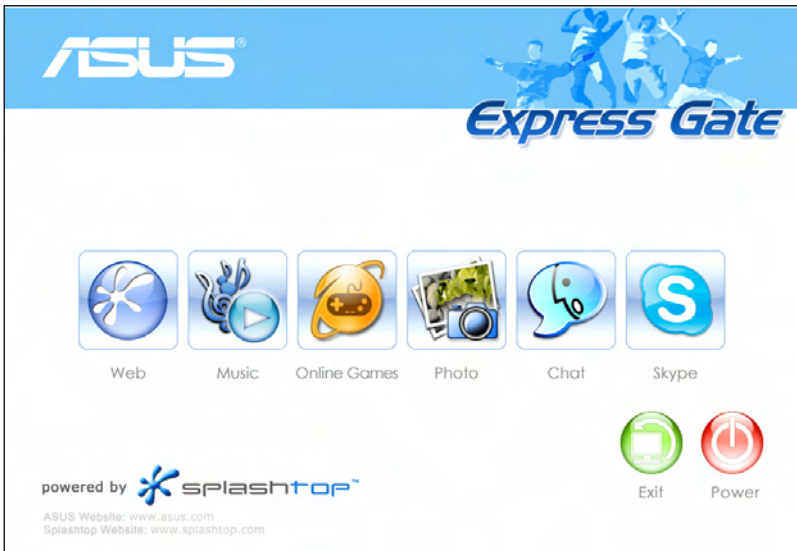 ASUS®
Express Gate
Web
Music
Online Games
Photo
Chat
S
Skype
Exit
Power
powered by splashtop™
ASUS Website: www.asus.com
Splashtop Website: www.splashtop.com